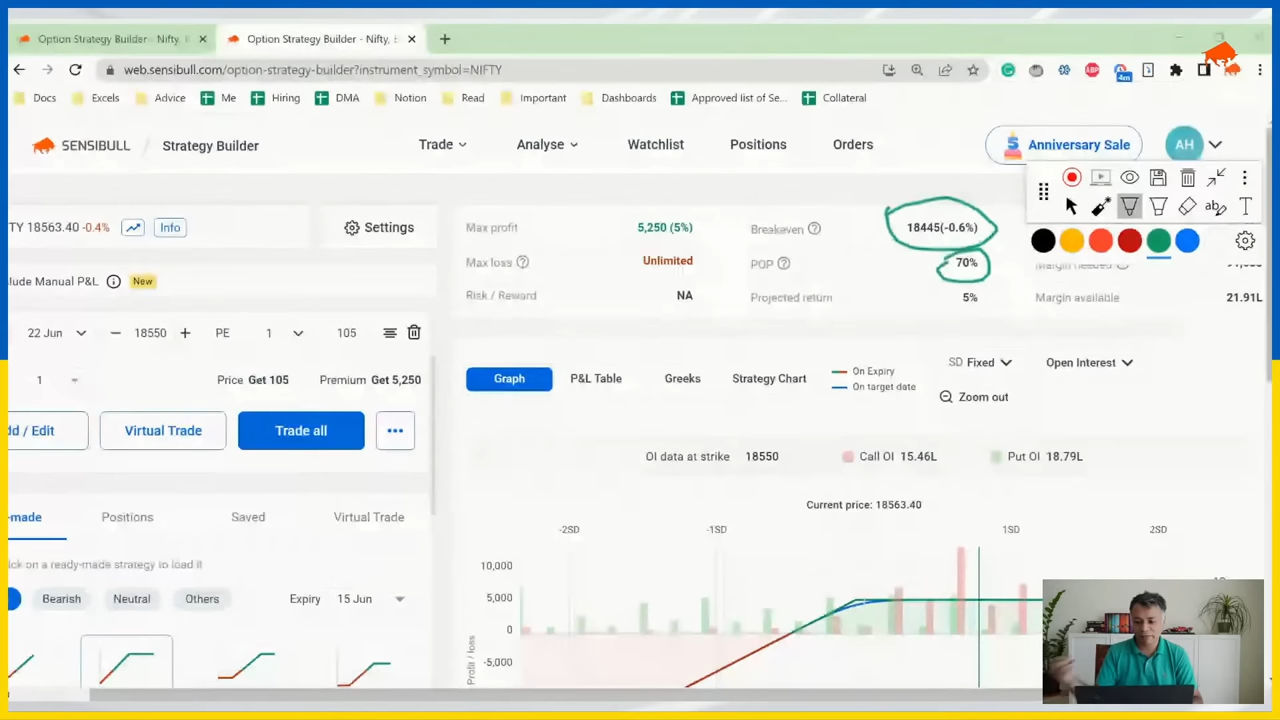 Option Strategy Builder - Nifty,
Option Strategy Builder - Nifty,
web.sensibull.com/option-strategy-builder?instrument_symbol=NIFTY
ABP
4m
Docs Excels Advice Me Hiring DMA Notion Read Important Dashboards Approved list of Se... Collateral
SENSIBULL / Strategy Builder
Trade Analyse Watchlist Positions Orders
5 Anniversary Sale AH
TY 18563.40 -0.4% Info
Settings
lude Manual P&L New
Max profit 5,250 (5%)
Max loss Unlimited
Risk / Reward NA
Breakeven 18445(-0.6%)
POP 70%
Projected return 5%
Margin needed
Margin available 21.91L
22 Jun 18550 PE 1 105
1 Price Get 105 Premium Get 5,250
dd / Edit Virtual Trade Trade all
-made Positions Saved Virtual Trade
lick on a ready-made strategy to load it
Bearish Neutral Others Expiry 15 Jun
Graph P&L Table Greeks Strategy Chart
On Expiry
On target date
SD Fixed
Open Interest
Zoom out
OI data at strike 18550 Call OI 15.46L Put OI 18.79L
Current price: 18563.40
-2SD -1SD 1SD 2SD
10,000
5,000
0
-5,000
Profit / loss
ab T